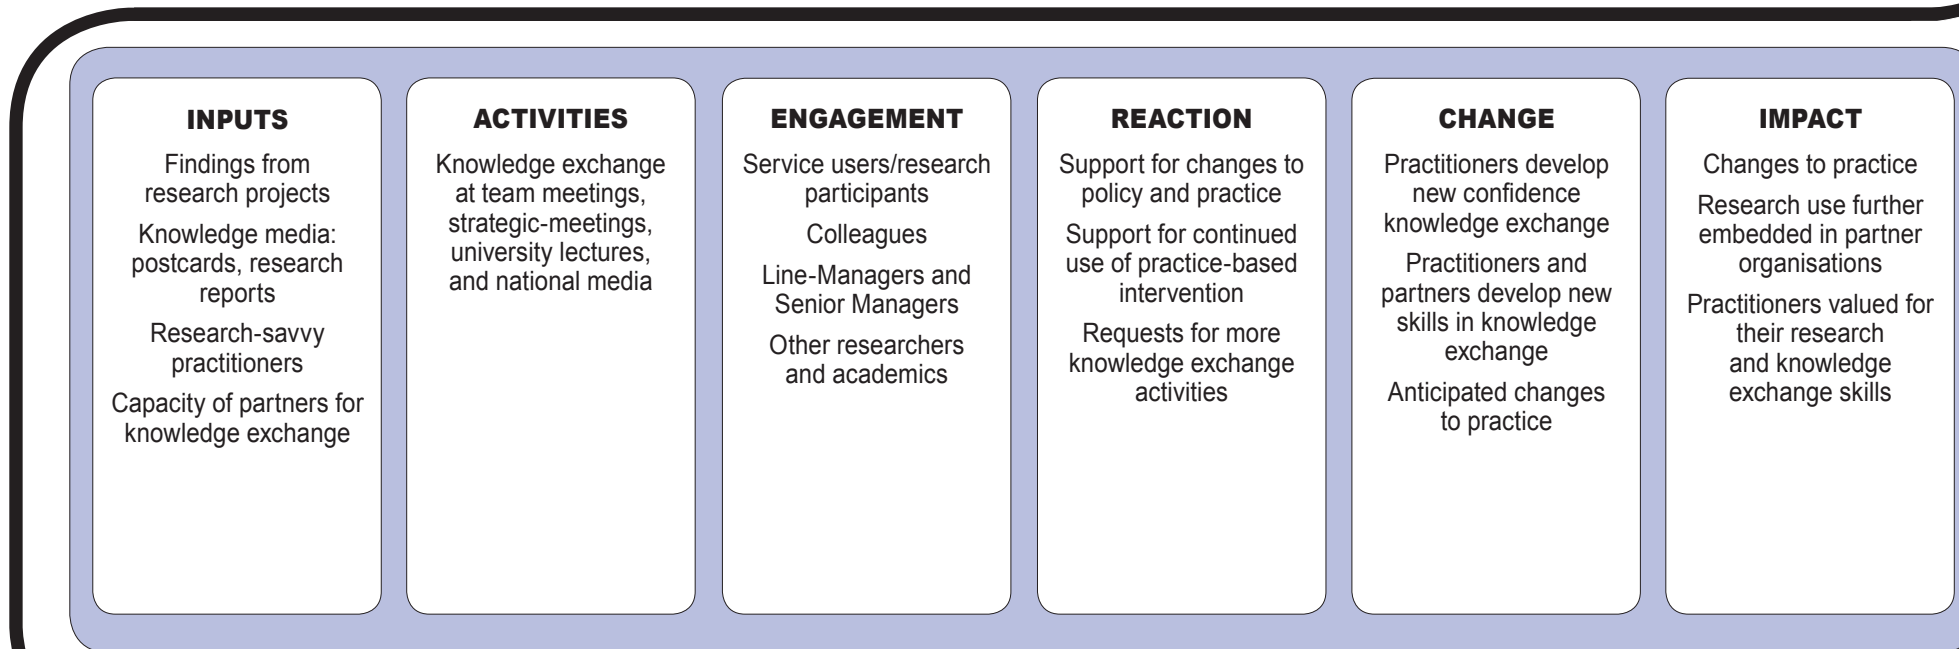 INPUTS
Findings from
research projects
Knowledge media:
postcards, research
reports
Research-savvy
practitioners
Capacity of partners for
knowledge exchange
ACTIVITIES
Knowledge exchange
at team meetings,
strategic-meetings,
university lectures,
and national media
ENGAGEMENT
Service users/research
participants
Colleagues
Line-Managers and
Senior Managers
Other researchers
and academics
REACTION
Support for changes to
policy and practice
Support for continued
use of practice-based
intervention
Requests for more
knowledge exchange
activities
CHANGE
Practitioners develop
new confidence
knowledge exchange
Practitioners and
partners develop new
skills in knowledge
exchange
Anticipated changes
to practice
IMPACT
Changes to practice
Research use further
embedded in partner
organisations
Practitioners valued for
their research
and knowledge
exchange skills